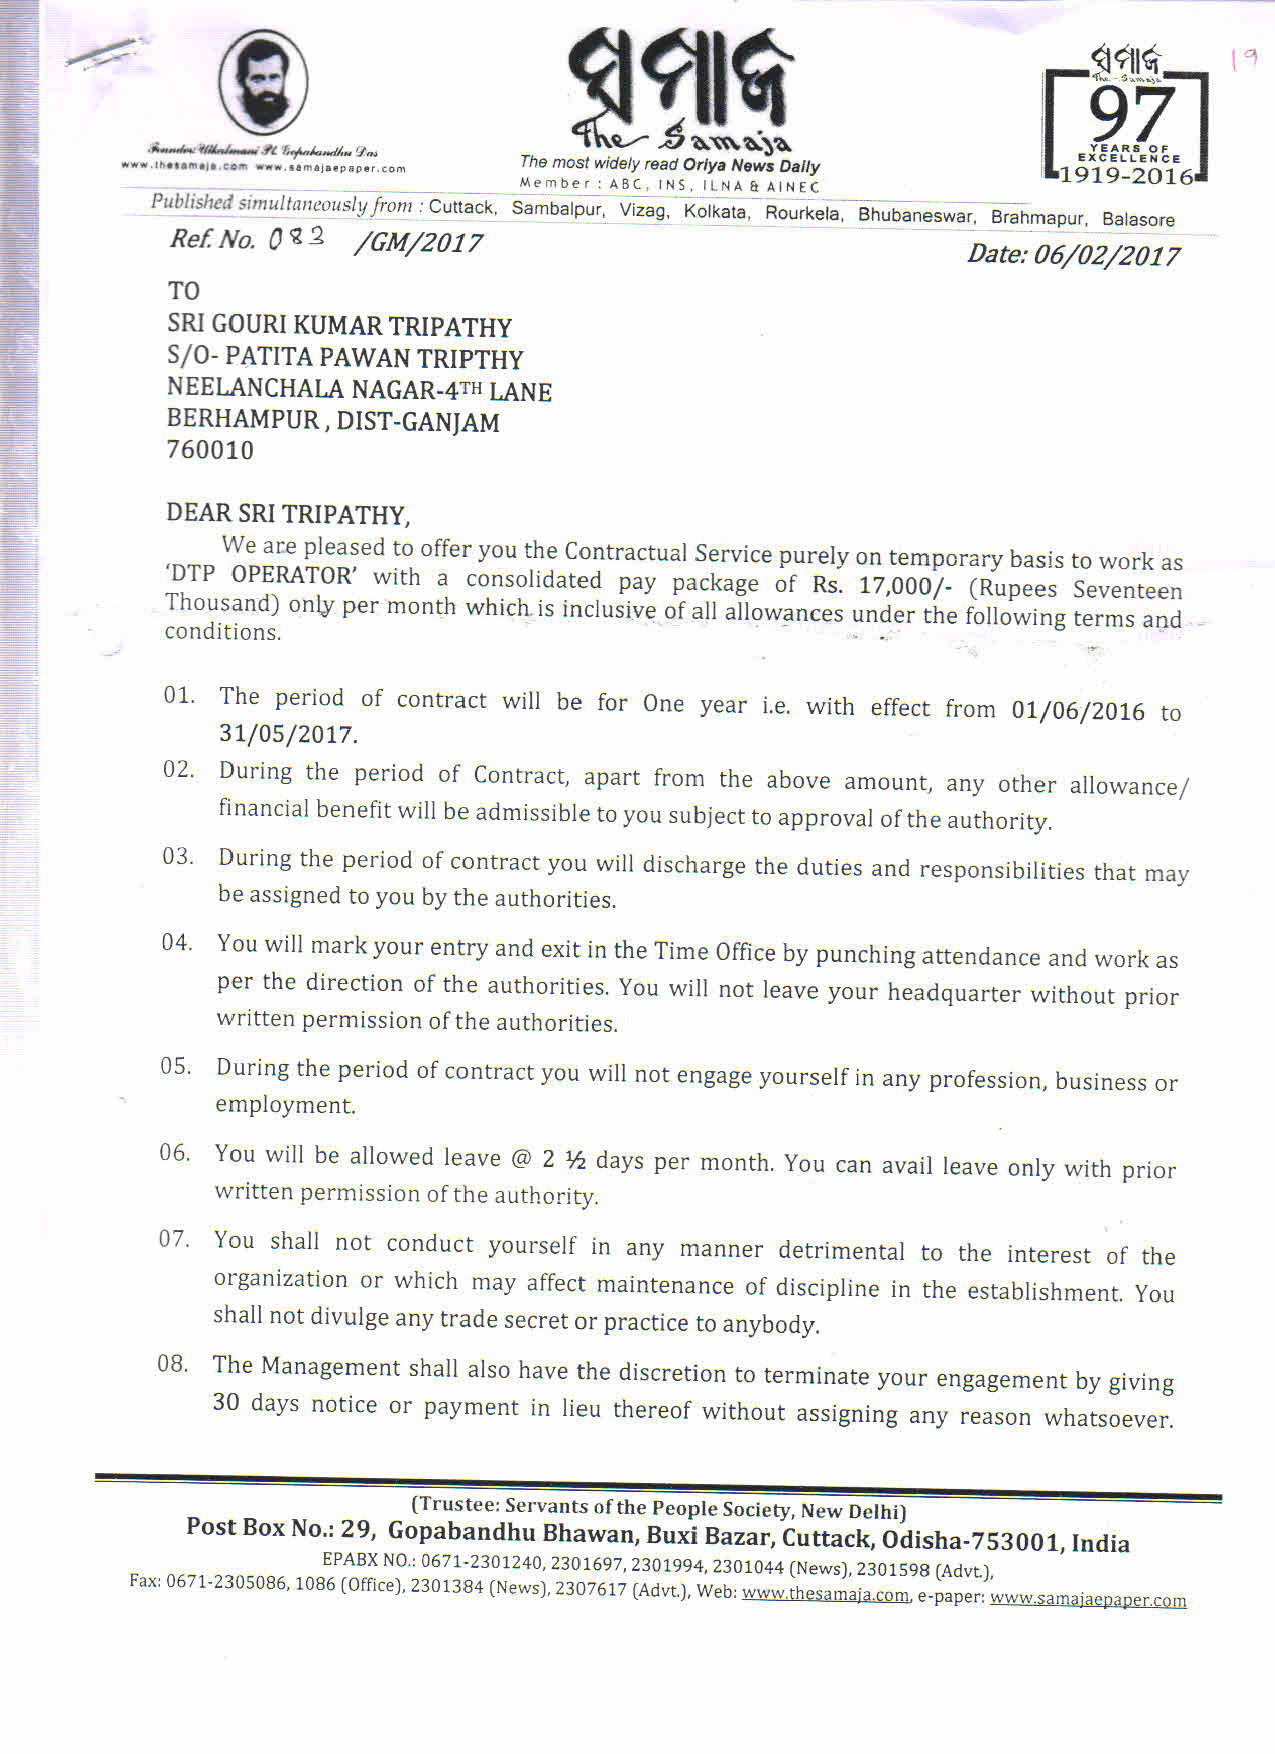 ସମାଜ
The Samaja
The most widely read Oriya News Daily
Member : ABC, INS, ILNA & AINEC
Founder: Utkalmani Pt. Gopabandhu Das
www.thesamaja.com www.samajaepaper.com
ସମାଜ
The Samaja
97
YEARS OF
EXCELLENCE
1919-2016
19
Published simultaneously from : Cuttack, Sambalpur, Vizag, Kolkata, Rourkela, Bhubaneswar, Brahmapur, Balasore
Ref. No. 082 /GM/2017
Date: 06/02/2017
TO
SRI GOURI KUMAR TRIPATHY
S/O- PATITA PAWAN TRIPTHY
NEELANCHALA NAGAR-4TH LANE
BERHAMPUR , DIST-GANJAM
760010
DEAR SRI TRIPATHY,
We are pleased to offer you the Contractual Service purely on temporary basis to work as
‘DTP OPERATOR’ with a consolidated pay package of Rs. 17,000/- (Rupees Seventeen
Thousand) only per month which is inclusive of all allowances under the following terms and
conditions.
01. The period of contract will be for One year i.e. with effect from 01/06/2016 to
31/05/2017.
02. During the period of Contract, apart from the above amount, any other allowance/
financial benefit will be admissible to you subject to approval of the authority.
03. During the period of contract you will discharge the duties and responsibilities that may
be assigned to you by the authorities.
04. You will mark your entry and exit in the Time Office by punching attendance and work as
per the direction of the authorities. You will not leave your headquarter without prior
written permission of the authorities.
05. During the period of contract you will not engage yourself in any profession, business or
employment.
06. You will be allowed leave @ 2 ½ days per month. You can avail leave only with prior
written permission of the authority.
07. You shall not conduct yourself in any manner detrimental to the interest of the
organization or which may affect maintenance of discipline in the establishment. You
shall not divulge any trade secret or practice to anybody.
08. The Management shall also have the discretion to terminate your engagement by giving
30 days notice or payment in lieu thereof without assigning any reason whatsoever.
(Trustee: Servants of the People Society, New Delhi)
Post Box No.: 29, Gopabandhu Bhawan, Buxi Bazar, Cuttack, Odisha-753001, India
EPABX NO.: 0671-2301240, 2301697, 2301994, 2301044 (News), 2301598 (Advt.),
Fax: 0671-2305086, 1086 (Office), 2301384 (News), 2307617 (Advt.), Web: www.thesamaja.com, e-paper: www.samajaepaper.com